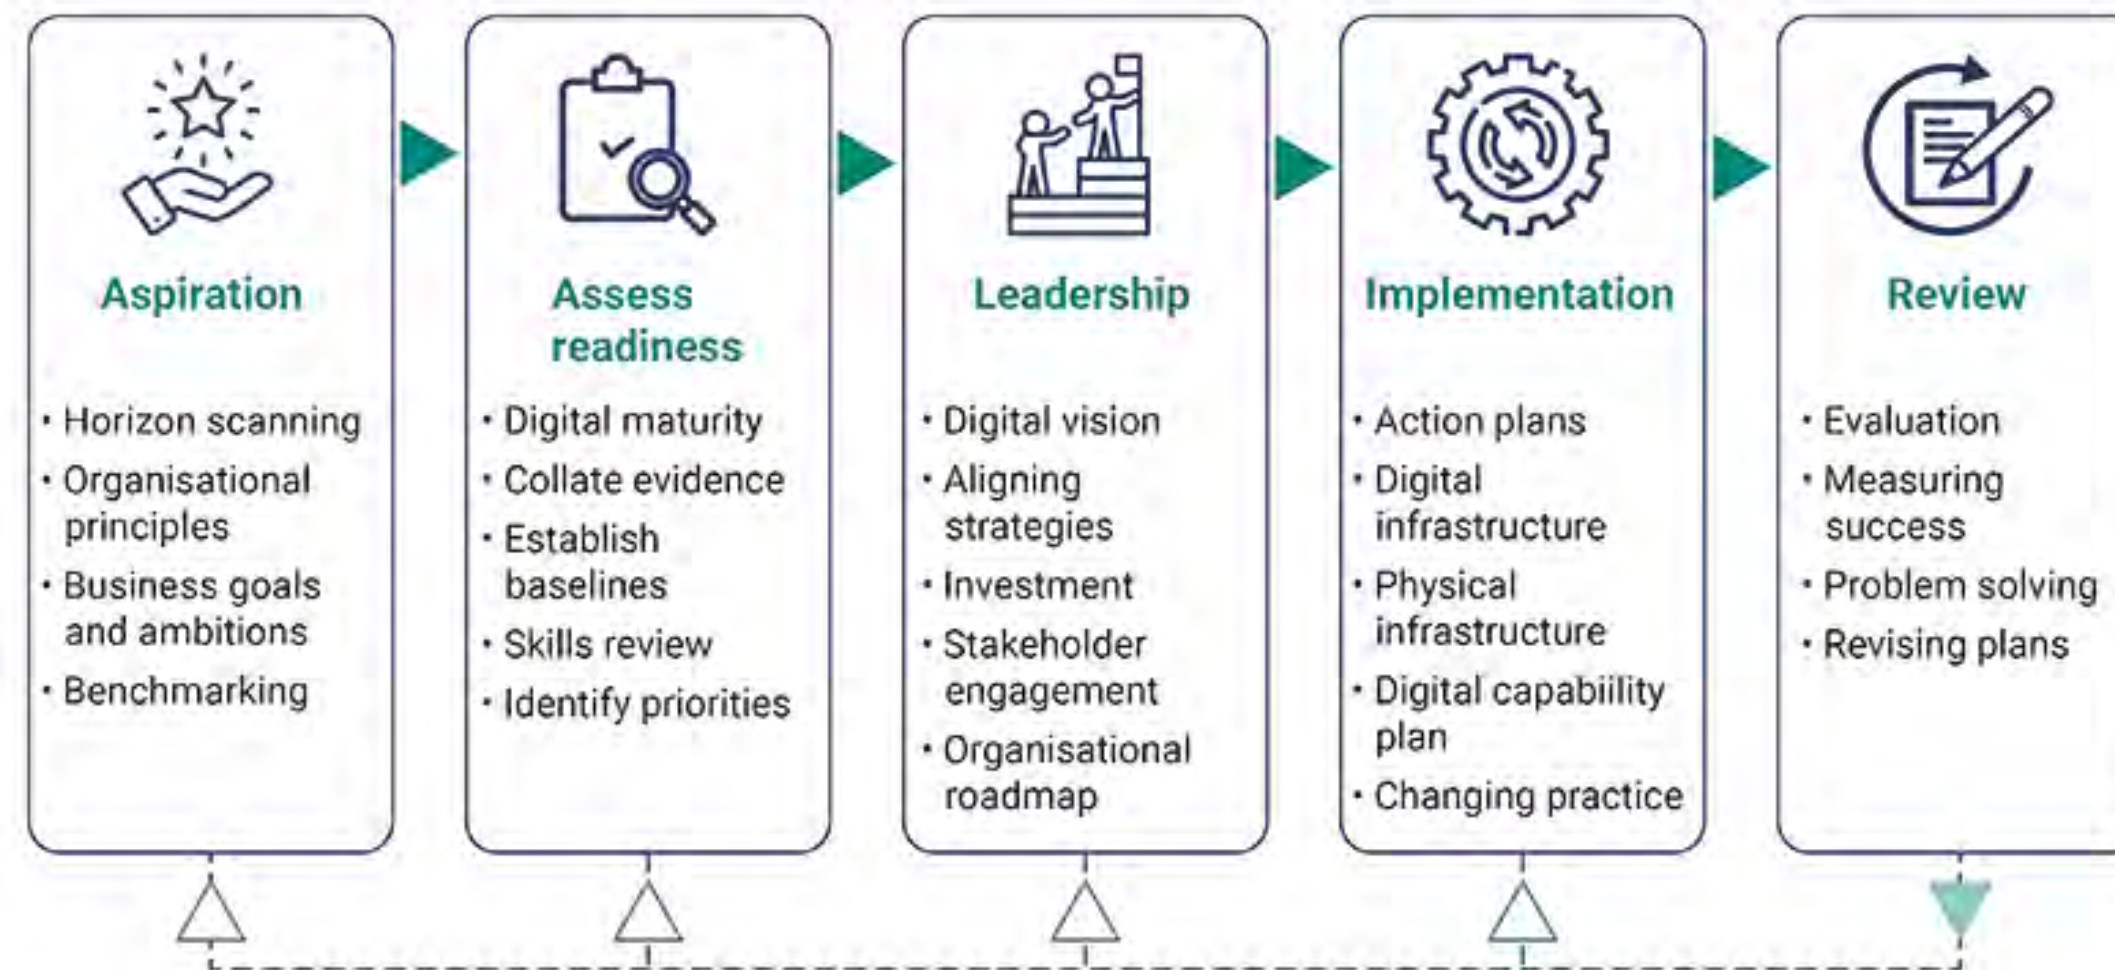 Aspiration
· Horizon scanning
· Organisational
principles
· Business goals
and ambitions
· Benchmarking
Assess
readiness
· Digital maturity
· Collate evidence
· Establish
baselines
· Skills review
· Identify priorities
Leadership
· Digital vision
· Aligning
strategies
· Investment
· Stakeholder
engagement
· Organisational
roadmap
Implementation
· Action plans
· Digital
infrastructure
· Physical
infrastructure
· Digital capabiility
plan
· Changing practice
Review
· Evaluation
· Measuring
success
· Problem solving
· Revising plans